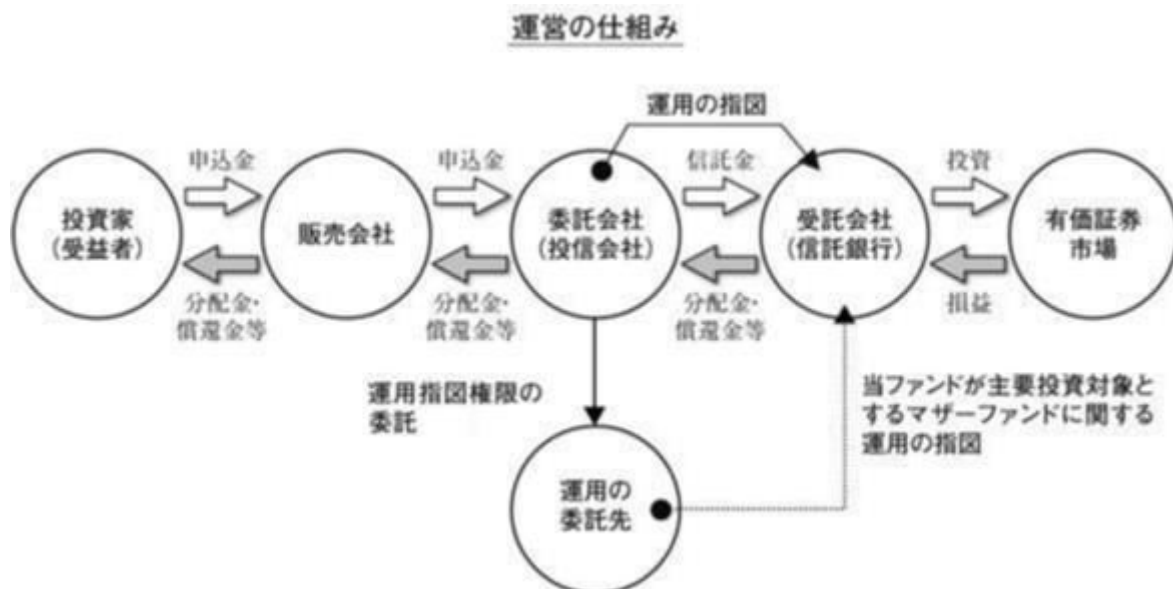 運営の仕組み
運用の指図
申込金
申込金
信託金
投資
投資家
(受益者)
販売会社
委託会社
(投信会社)
受託会社
(信託銀行)
有価証券
市場
分配金・
償還金等
分配金・
償還金等
分配金・
償還金等
損益
運用指図権限の
委託
当ファンドが主要投資対象と
するマザーファンドに関する
運用の指図
運用の
委託先